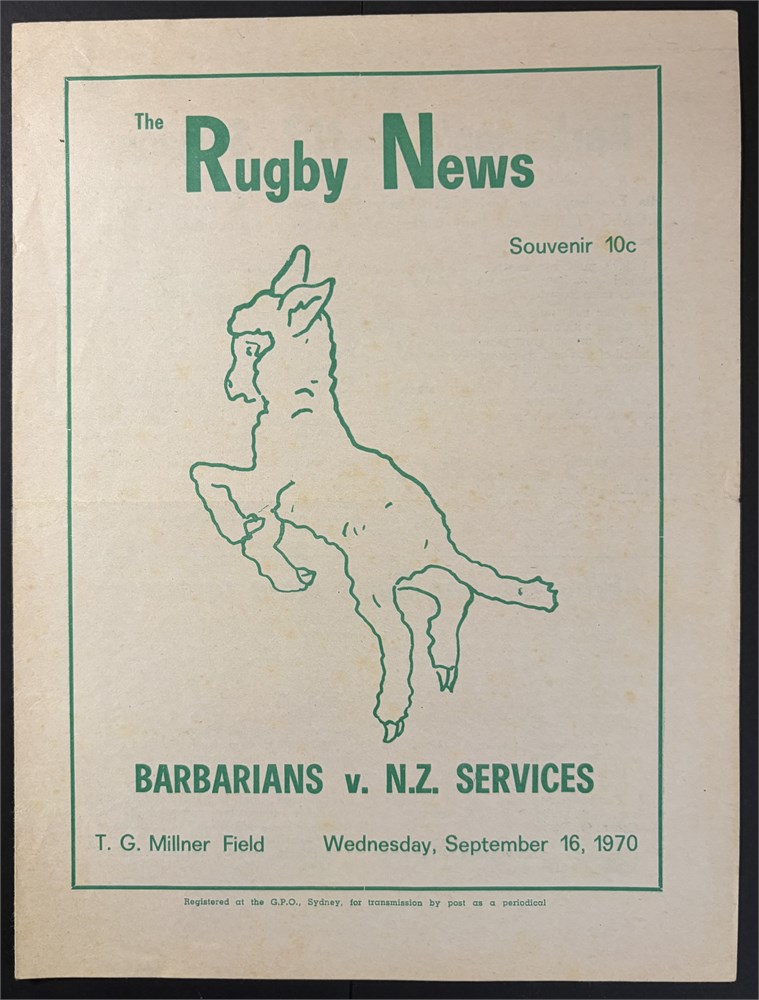 The Rugby News
Souvenir 10c
BARBARIANS v. N.Z. SERVICES
T. G. Millner Field Wednesday, September 16, 1970
Registered at the G.P.O., Sydney, for transmission by post as a periodical